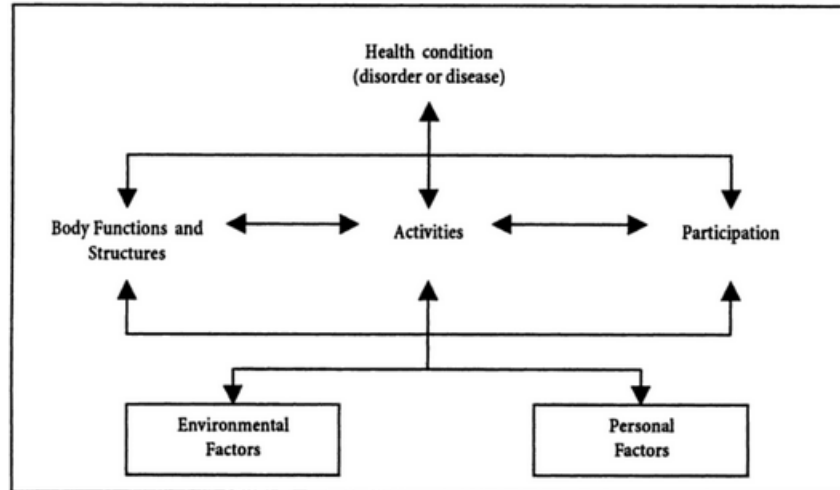 Health condition
(disorder or disease)
Body Functions and
Structures
Activities
Participation
Environmental
Factors
Personal
Factors